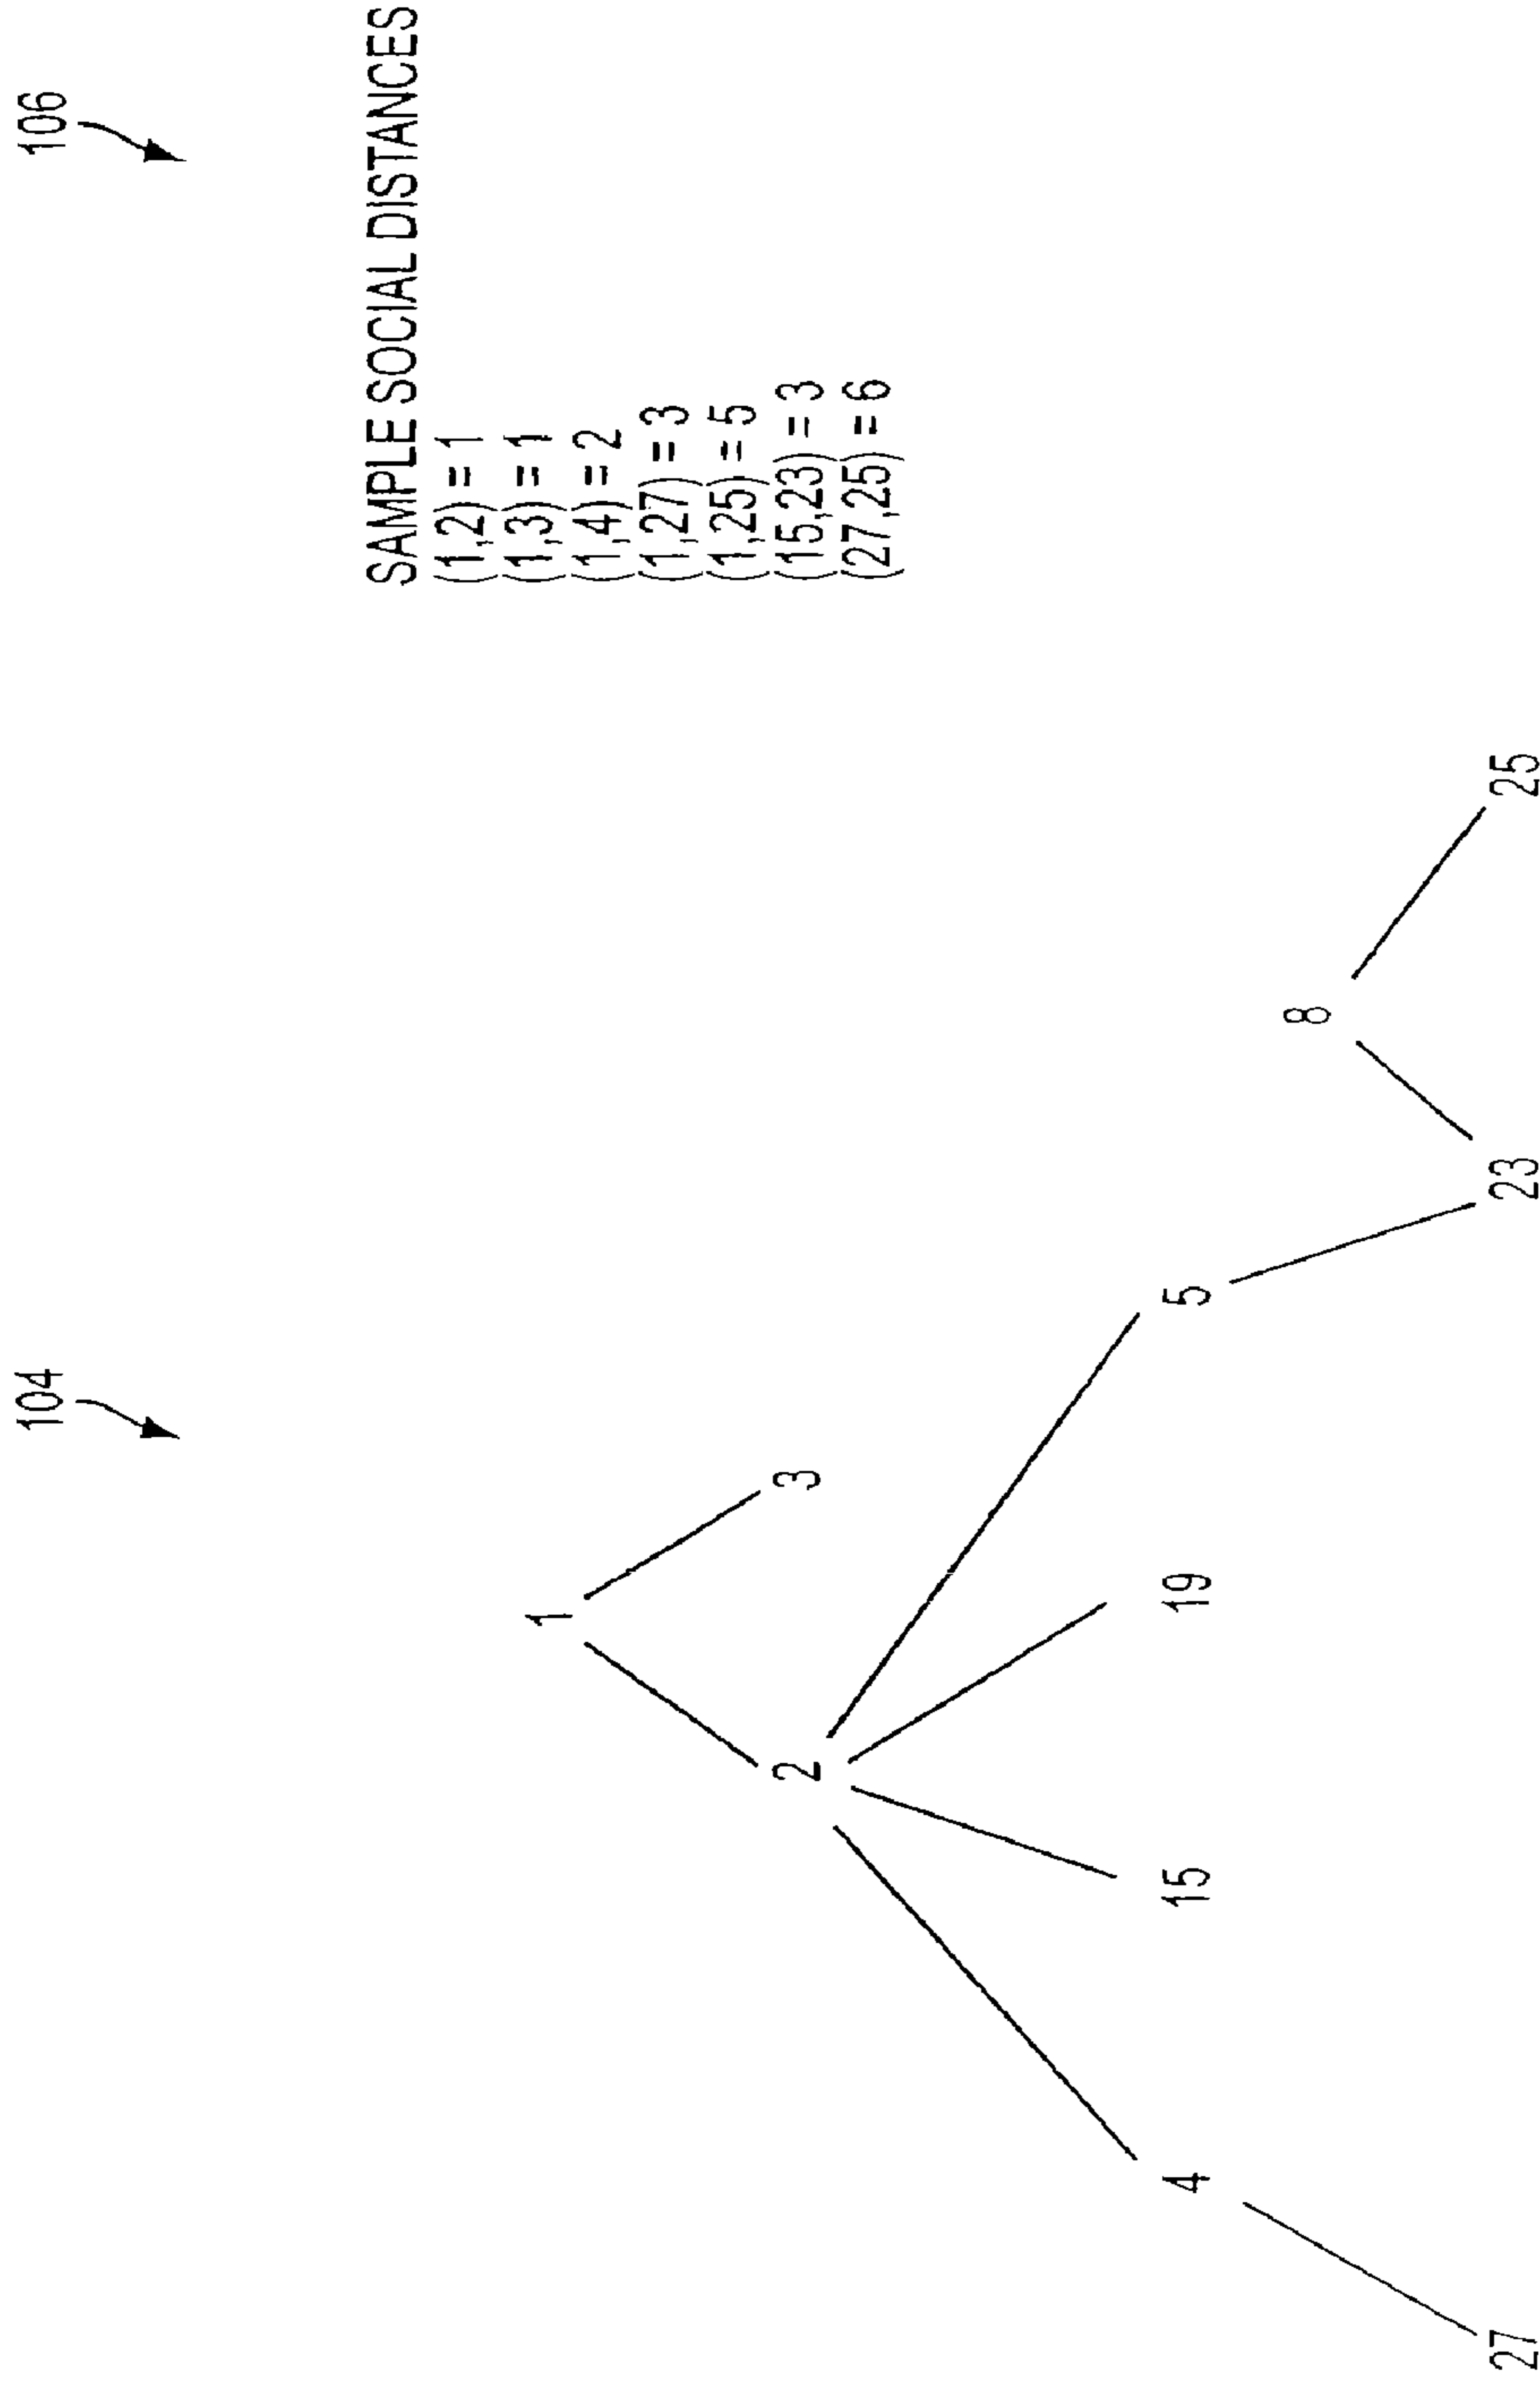 104
106
SAMPLE SOCIAL DISTANCES
(1,2) = 1
(1,3) = 1
(1,4) = 2
(1,27) = 3
(1,25) = 5
(15,23) = 3
(27,25) = 6
1
2
3
4
15
19
5
8
27
23
25